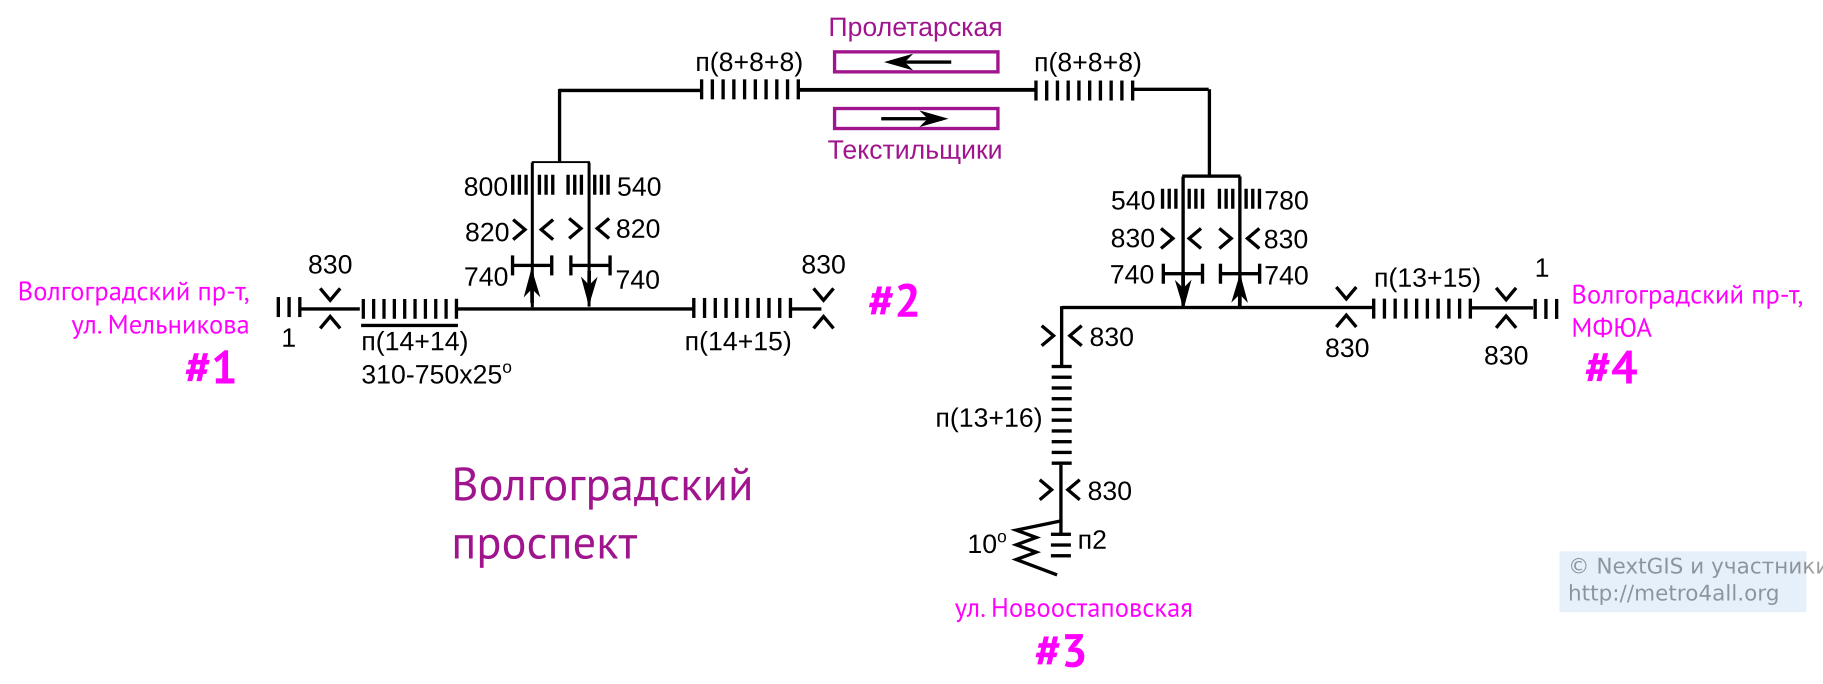 Пролетарская
п(8+8+8)
п(8+8+8)
Текстильщики
800
540
820
820
740
740
540
780
830
830
740
740
830
830
Волгоградский пр-т,
ул. Мельникова
#1
1
п(14+14)
310-750x25º
п(14+15)
#2
п(13+15)
1
830
830
830
Волгоградский пр-т,
МФЮА
#4
п(13+16)
Волгоградский
проспект
830
10º
п2
ул. Новоостаповская
#3
© NextGIS и участники
http://metro4all.org